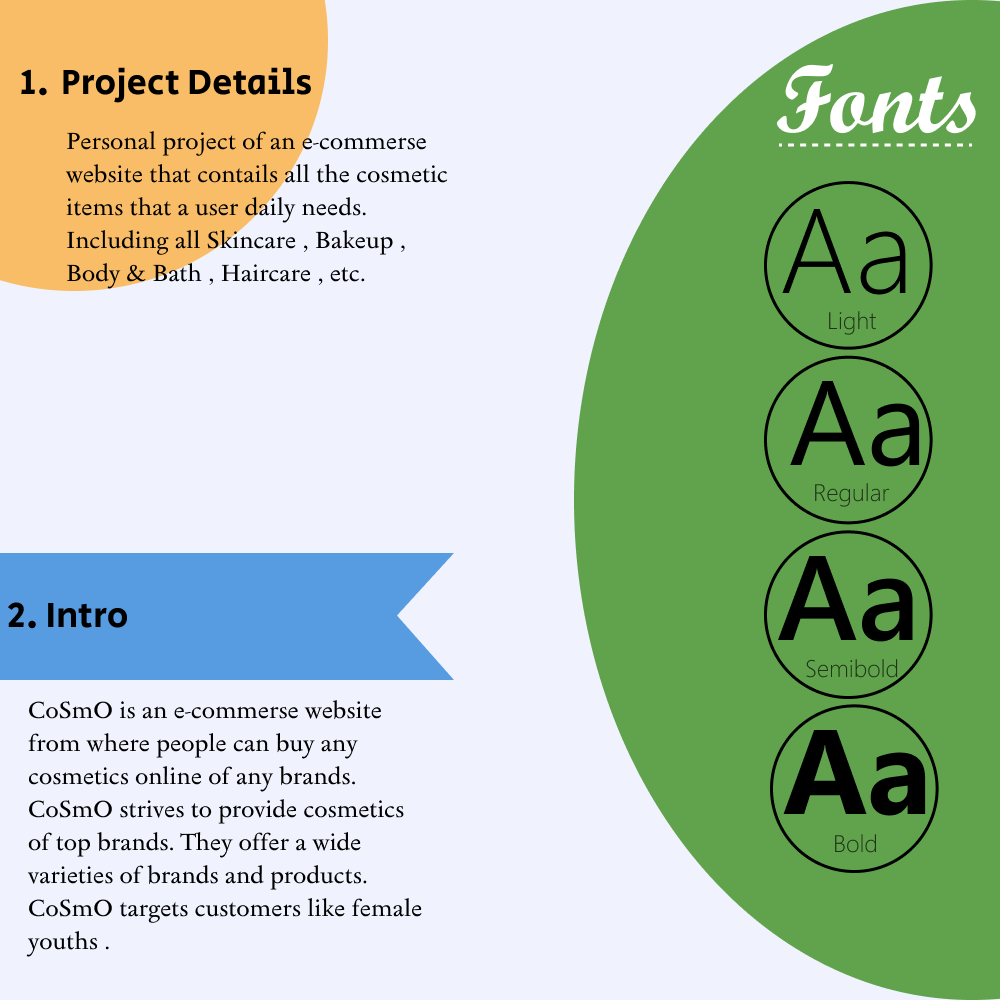 1. Project Details
Personal project of an e-commerse
website that contails all the cosmetic
items that a user daily needs.
Including all Skincare , Bakeup ,
Body & Bath , Haircare , etc.
2. Intro
CoSmO is an e-commerse website
from where people can buy any
cosmetics online of any brands.
CoSmO strives to provide cosmetics
of top brands. They offer a wide
varieties of brands and products.
CoSmO targets customers like female
youths .
Fonts
Aa
Light
Aa
Regular
Aa
Semibold
Aa
Bold